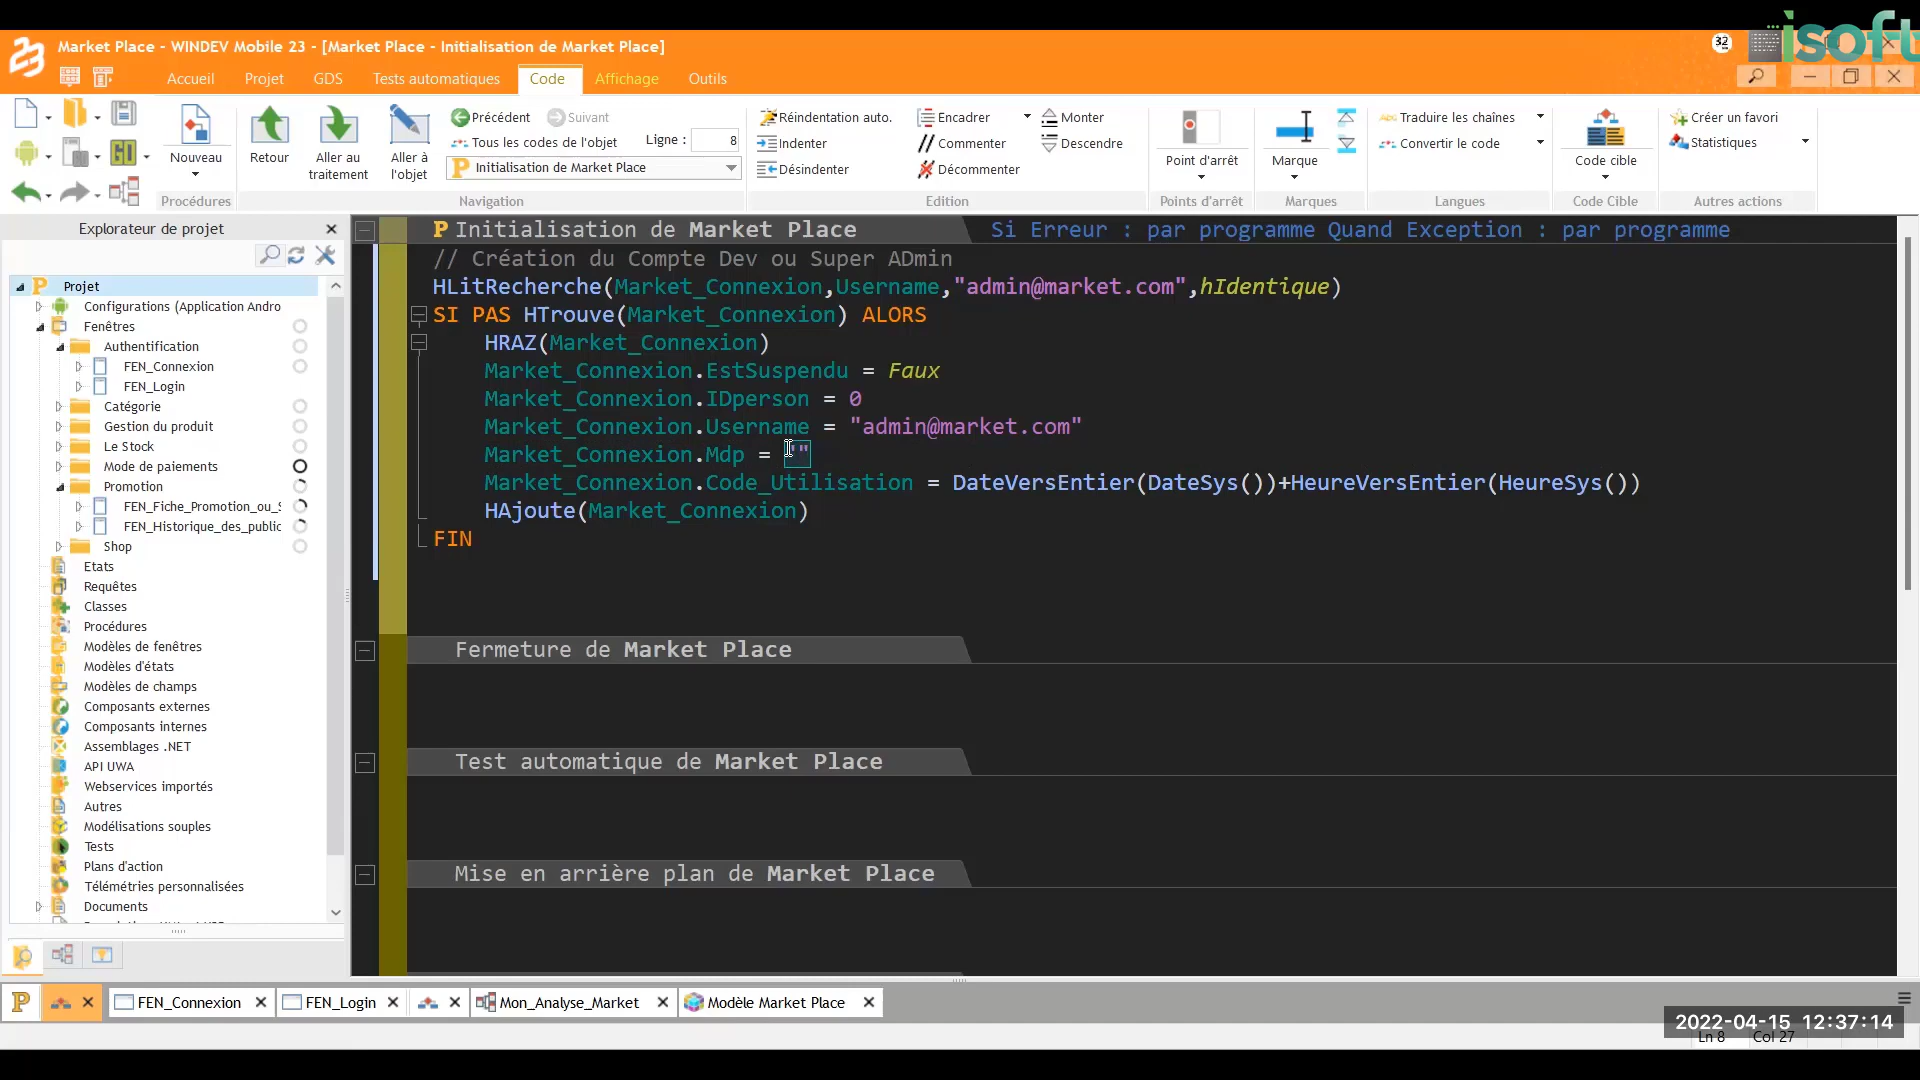 isoft
Market Place - WINDEV Mobile 23 - [Market Place - Initialisation de Market Place]
32
23
Accueil Projet GDS Tests automatiques Code Affichage Outils
Nouveau
Procédures
Retour
Aller au traitement
Aller à l'objet
Précédent Suivant
Tous les codes de l'objet Ligne : 8
Initialisation de Market Place
Navigation
Réindentation auto.
Indenter
Désindenter
Encadrer
Commenter
Décommenter
Monter
Descendre
Edition
Point d'arrêt
Points d'arrêt
Marque
Marques
Traduire les chaînes
Convertir le code
Langues
Code cible
Code Cible
Créer un favori
Statistiques
Autres actions
Explorateur de projet
Projet
Configurations (Application Andro
Fenêtres
Authentification
FEN_Connexion
FEN_Login
Catégorie
Gestion du produit
Le Stock
Mode de paiements
Promotion
FEN_Fiche_Promotion_ou_S
FEN_Historique_des_public
Shop
Etats
Requêtes
Classes
Procédures
Modèles de fenêtres
Modèles d'états
Modèles de champs
Composants externes
Composants internes
Assemblages .NET
API UWA
Webservices importés
Autres
Modélisations souples
Tests
Plans d'action
Télémétries personnalisées
Documents
P Initialisation de Market Place Si Erreur : par programme Quand Exception : par programme
// Création du Compte Dev ou Super ADmin
HLitRecherche(Market_Connexion,Username,"admin@market.com",hIdentique)
SI PAS HTrouve(Market_Connexion) ALORS
HRAZ(Market_Connexion)
Market_Connexion.EstSuspendu = Faux
Market_Connexion.IDperson = 0
Market_Connexion.Username = "admin@market.com"
Market_Connexion.Mdp = ""
Market_Connexion.Code_Utilisation = DateVersEntier(DateSys())+HeureVersEntier(HeureSys())
HAjoute(Market_Connexion)
FIN
Fermeture de Market Place
Test automatique de Market Place
Mise en arrière plan de Market Place
FEN_Connexion FEN_Login Mon_Analyse_Market Modèle Market Place
2022-04-15 12:37:14
Ln 8 Col 27